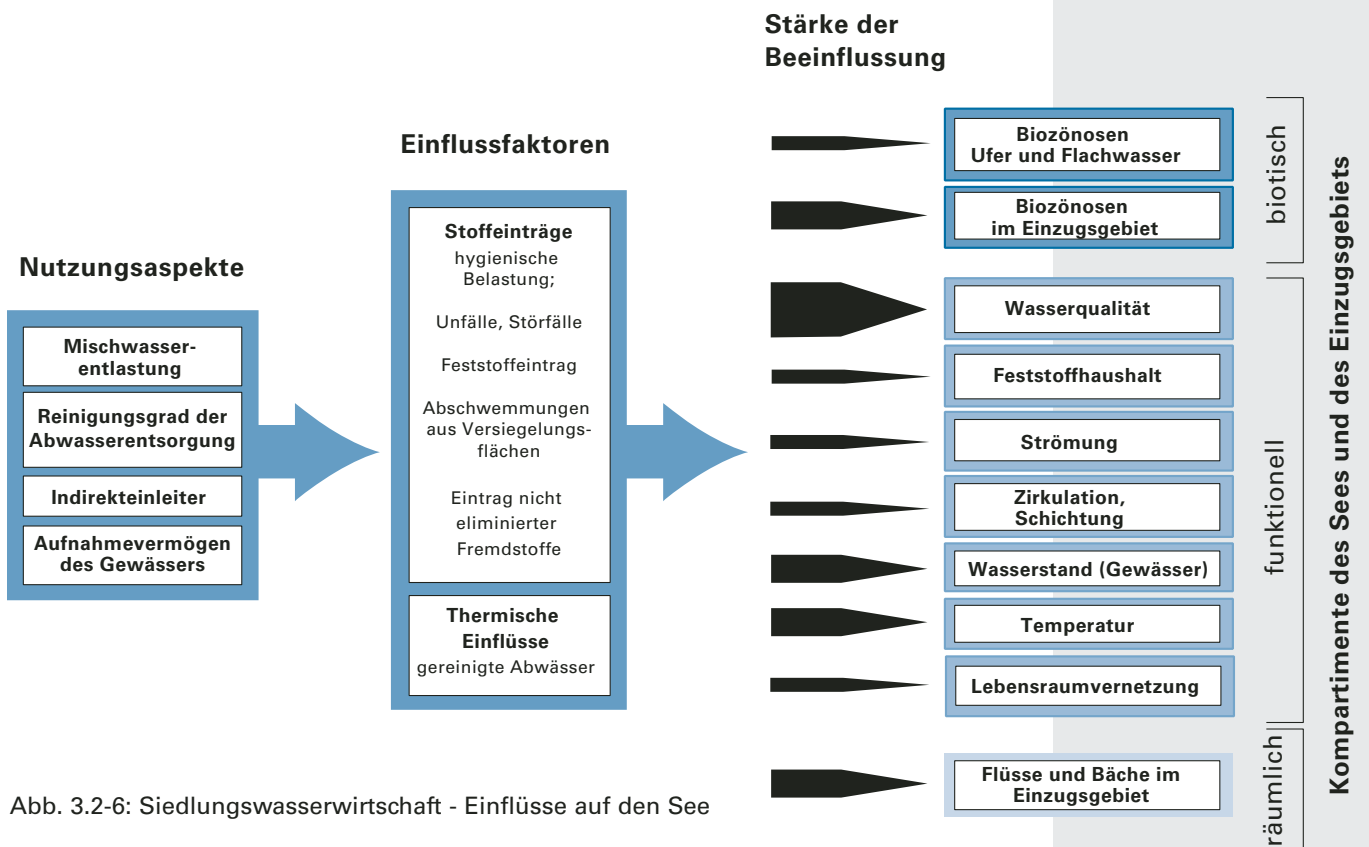 Stärke der
Beeinflussung
Einflussfaktoren
Nutzungsaspekte
Mischwasser-
entlastung
Reinigungsgrad der
Abwasserentsorgung
Indirekteinleiter
Aufnahmevermögen
des Gewässers
Stoffeinträge
hygienische
Belastung;
Unfälle, Störfälle
Feststoffeintrag
Abschwemmungen
aus Versiegelungs-
flächen
Eintrag nicht
eliminierter
Fremdstoffe
Thermische
Einflüsse
gereinigte Abwässer
Biozönosen
Ufer und Flachwasser
Biozönosen
im Einzugsgebiet
Wasserqualität
Feststoffhaushalt
Strömung
Zirkulation,
Schichtung
Wasserstand (Gewässer)
Temperatur
Lebensraumvernetzung
Flüsse und Bäche im
Einzugsgebiet
biotisch
funktionell
räumlich
Kompartimente des Sees und des Einzugsgebiets
Abb. 3.2-6: Siedlungswasserwirtschaft - Einflüsse auf den See